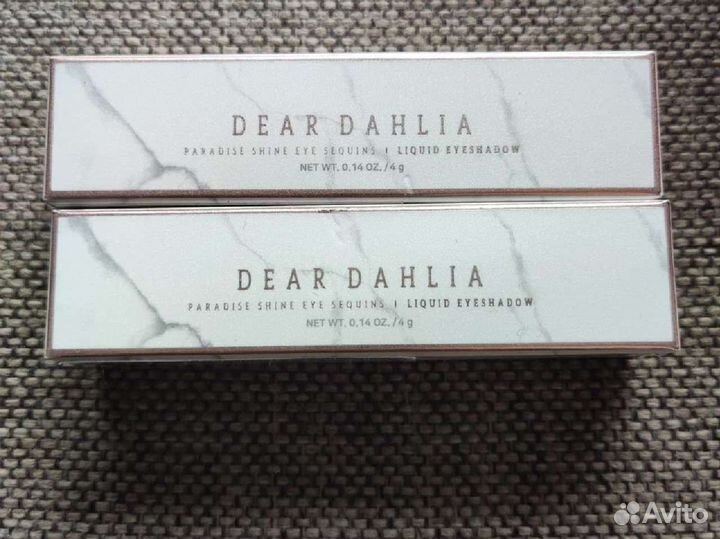 DEAR DAHLIA
PARADISE SHINE EYE SEQUINS | LIQUID EYESHADOW
NET WT. 0.14 OZ. / 4 g
DEAR DAHLIA
PARADISE SHINE EYE SEQUINS | LIQUID EYESHADOW
NET WT. 0.14 OZ. / 4 g
Avito